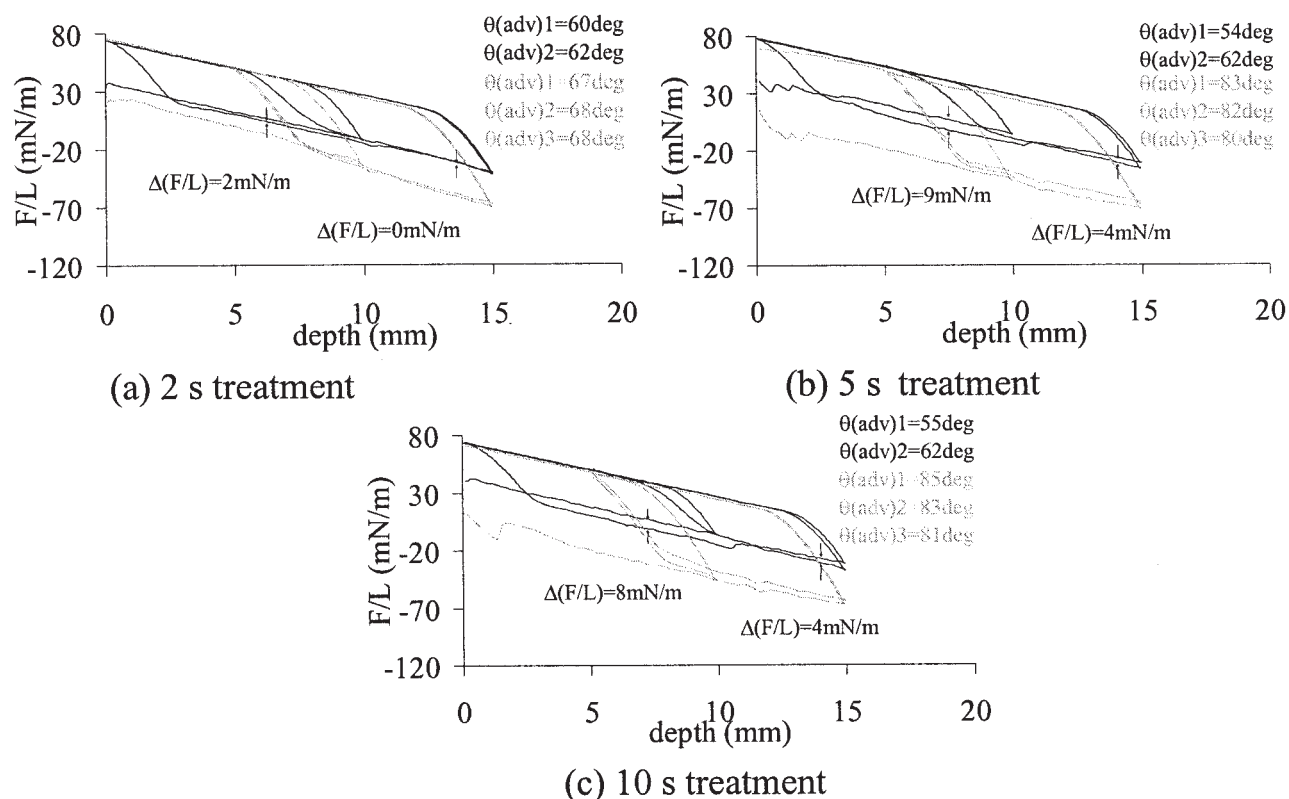 θ(adv)1=60deg
θ(adv)2=62deg
θ(adv)1=67deg
θ(adv)2=68deg
θ(adv)3=68deg
80
30
-20
-70
-120
F/L (mN/m)
Δ(F/L)=2mN/m
Δ(F/L)=0mN/m
0
5
10
15
20
depth (mm)
(a) 2 s treatment
θ(adv)1=54deg
θ(adv)2=62deg
θ(adv)1=83deg
θ(adv)2=82deg
θ(adv)3=80deg
80
30
-20
-70
-120
F/L (mN/m)
Δ(F/L)=9mN/m
Δ(F/L)=4mN/m
0
5
10
15
20
depth (mm)
(b) 5 s treatment
θ(adv)1=55deg
θ(adv)2=62deg
θ(adv)1=85deg
θ(adv)2=83deg
θ(adv)3=81deg
80
30
-20
-70
-120
F/L (mN/m)
Δ(F/L)=8mN/m
Δ(F/L)=4mN/m
0
5
10
15
20
depth (mm)
(c) 10 s treatment